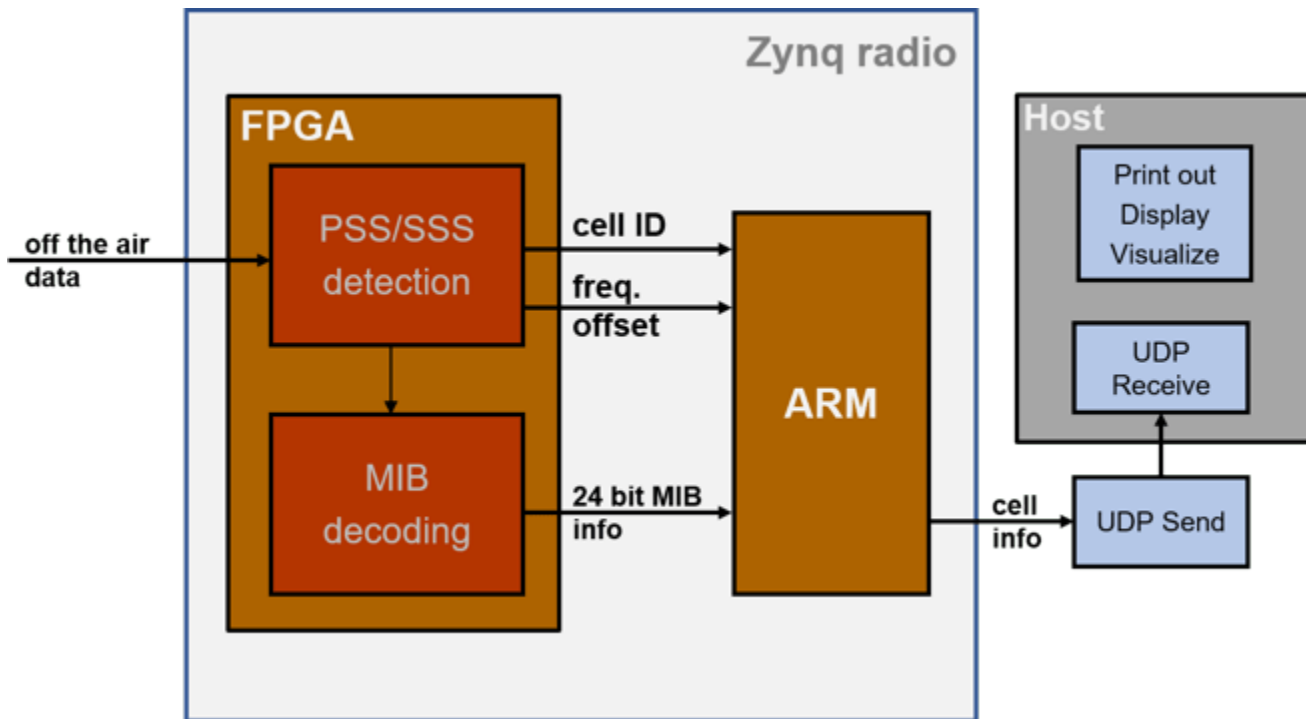 Zynq radio
FPGA
Host
PSS/SSS
detection
off the air
data
cell ID
freq.
offset
Print out
Display
Visualize
UDP
Receive
ARM
MIB
decoding
24 bit MIB
info
cell
info
UDP Send